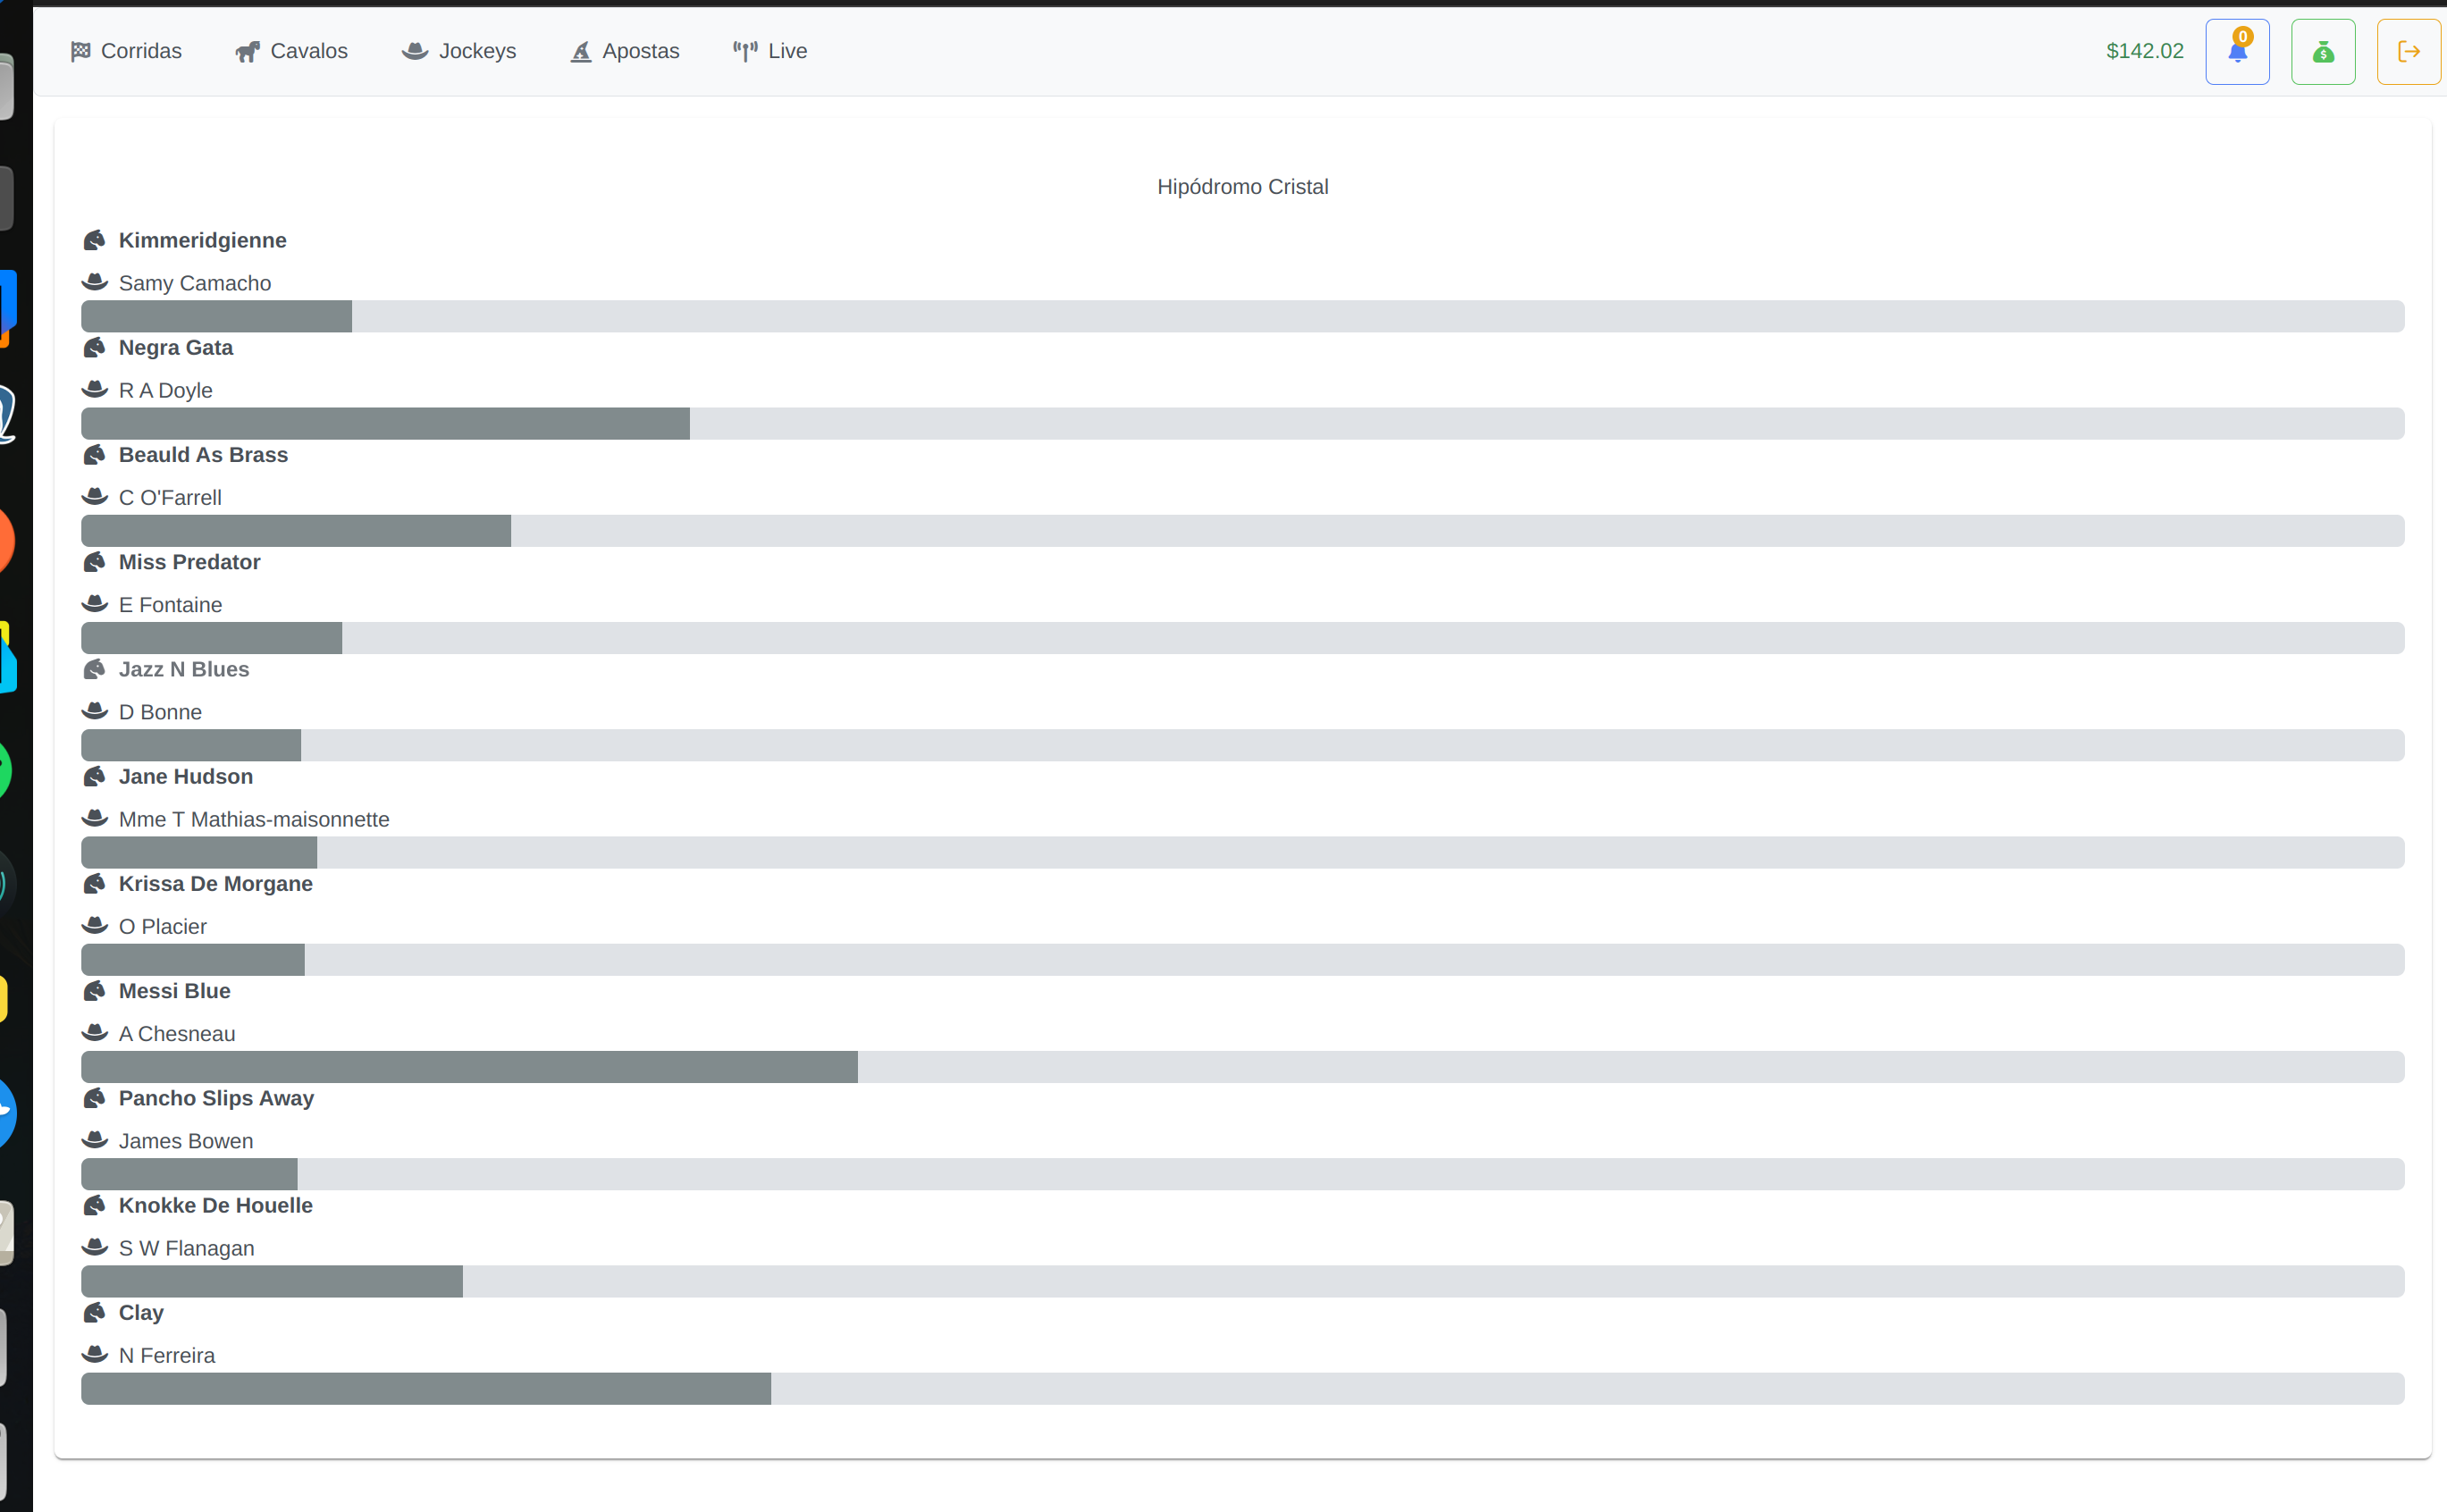 Corridas Cavalos Jockeys Apostas Live $142.02 0
Hipódromo Cristal
Kimmeridgienne
Samy Camacho
Negra Gata
R A Doyle
Beauld As Brass
C O'Farrell
Miss Predator
E Fontaine
Jazz N Blues
D Bonne
Jane Hudson
Mme T Mathias-maisonnette
Krissa De Morgane
O Placier
Messi Blue
A Chesneau
Pancho Slips Away
James Bowen
Knokke De Houelle
S W Flanagan
Clay
N Ferreira